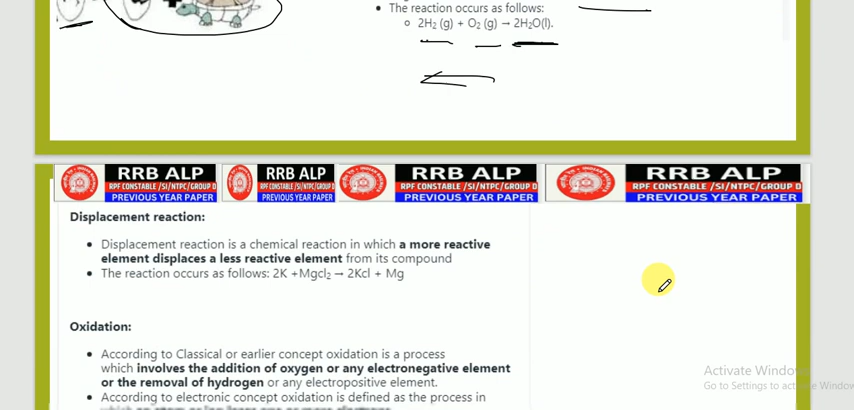 • The reaction occurs as follows:
o 2H₂ (g) + O₂ (g) → 2H₂O(l).
RRB ALP RRB ALP RRB ALP RRB ALP
RPF CONSTABLE /SI/NTPC/GROUP D RPF CONSTABLE /SI/NTPC/GROUP D RPF CONSTABLE /SI/NTPC/GROUP D RPF CONSTABLE /SI/NTPC/GROUP D
PREVIOUS YEAR PAPER PREVIOUS YEAR PAPER PREVIOUS YEAR PAPER PREVIOUS YEAR PAPER
Displacement reaction:
• Displacement reaction is a chemical reaction in which a more reactive
element displaces a less reactive element from its compound
• The reaction occurs as follows: 2K +Mgcl₂ → 2Kcl + Mg
Oxidation:
• According to Classical or earlier concept oxidation is a process
which involves the addition of oxygen or any electronegative element
or the removal of hydrogen or any electropositive element.
• According to electronic concept oxidation is defined as the process in
Activate Windows
Go to Settings to activate Windows